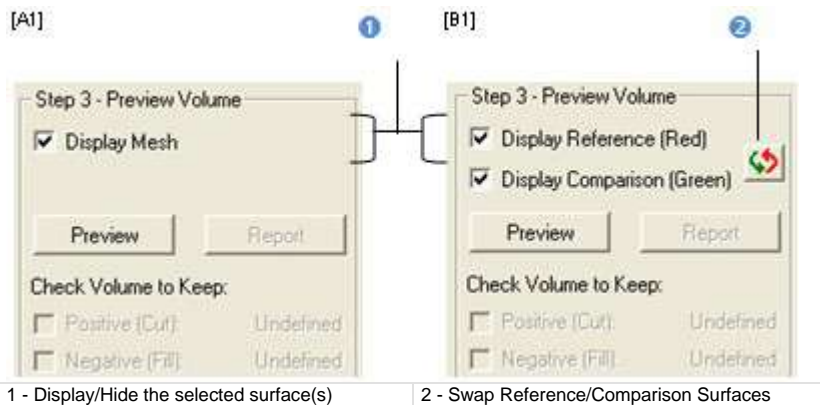 [A1]
1
[B1]
2
Step 3 - Preview Volume
Display Mesh
Preview
Report
Check Volume to Keep:
Positive (Cut):
Undefined
Negative (Fill):
Undefined
Step 3 - Preview Volume
Display Reference (Red)
Display Comparison (Green)
Preview
Report
Check Volume to Keep:
Positive (Cut):
Undefined
Negative (Fill):
Undefined
1 - Display/Hide the selected surface(s)
2 - Swap Reference/Comparison Surfaces